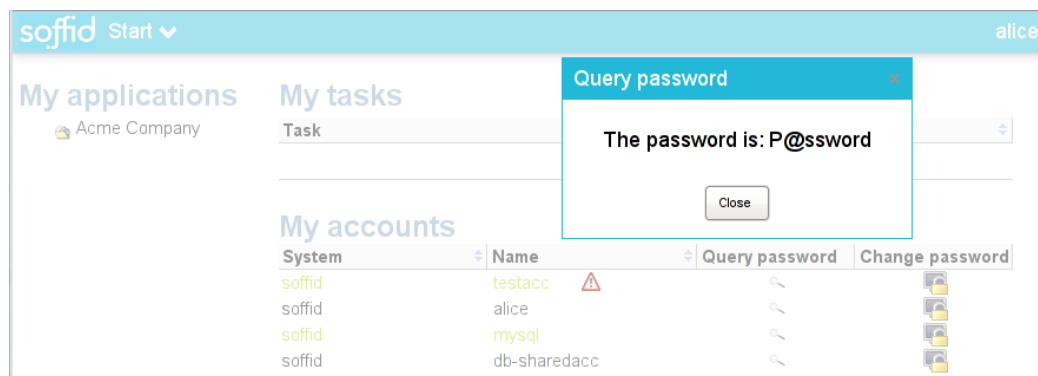 soffid Start alice
Query password x
My applications My tasks
Acme Company Task
The password is: P@ssword
Close
My accounts
System Name Query password Change password
soffid testacc
soffid alice
soffid mysql
soffid db-sharedacc